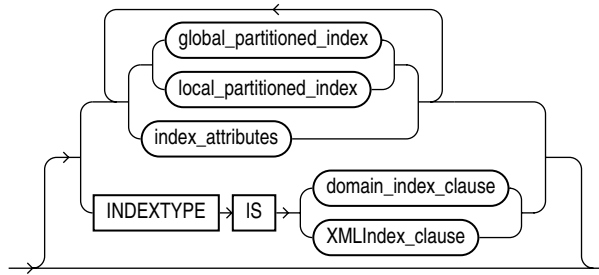 global_partitioned_index
local_partitioned_index
index_attributes
domain_index_clause
INDEXTYPE IS
XMLIndex_clause